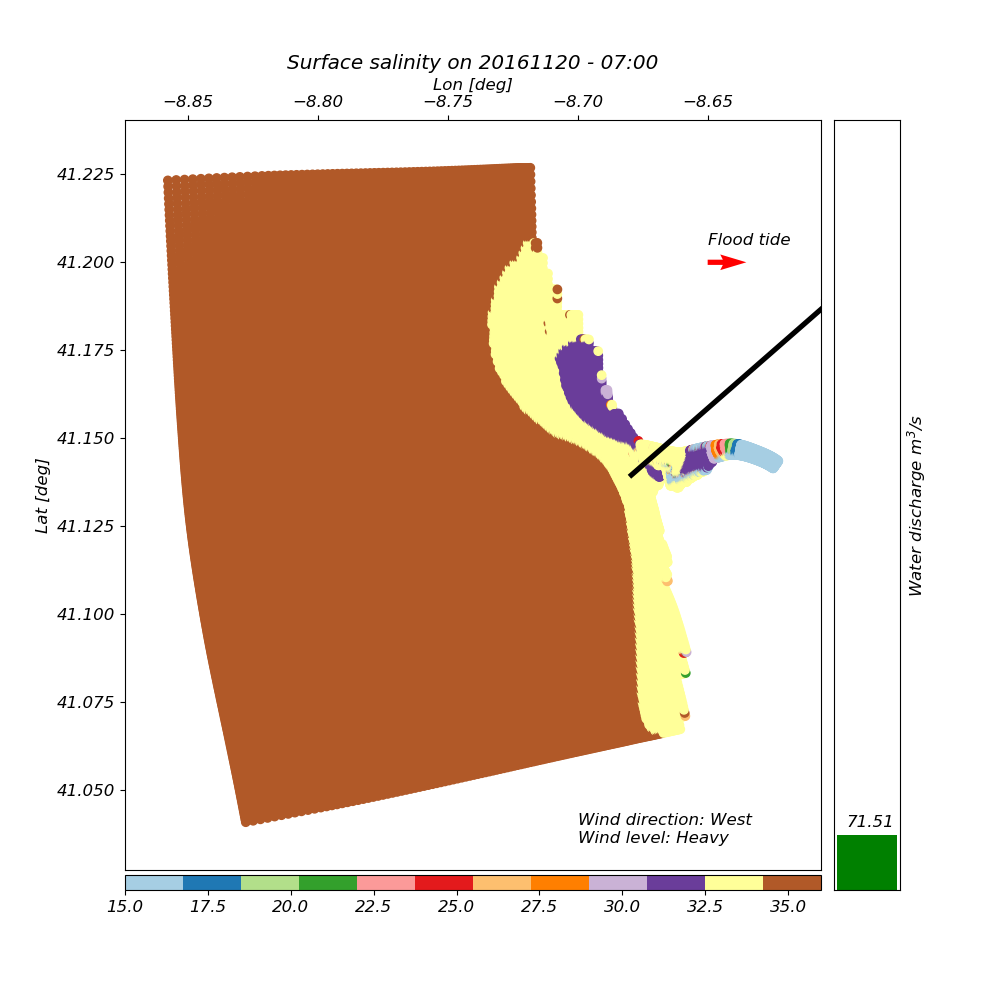 Surface salinity on 20161120 - 07:00
Lon [deg]
−8.85 −8.80 −8.75 −8.70 −8.65
41.225
41.200
41.175
41.150
41.125
41.100
41.075
41.050
Lat [deg]
Flood tide
Wind direction: West
Wind level: Heavy
71.51
Water discharge m³/s
15.0 17.5 20.0 22.5 25.0 27.5 30.0 32.5 35.0